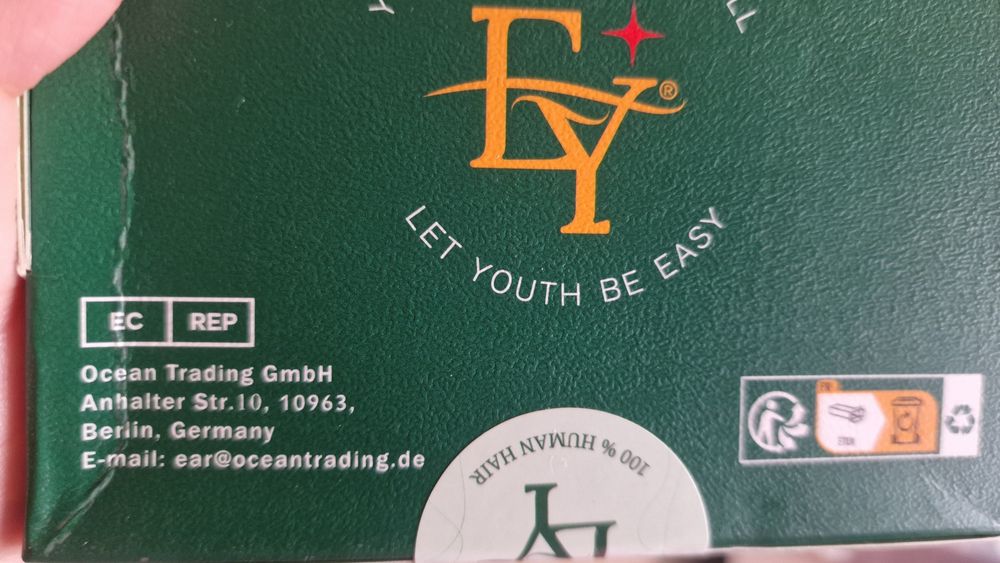 EY®
LET YOUTH BE EASY
EC REP
Ocean Trading GmbH
Anhalter Str.10, 10963,
Berlin, Germany
E-mail: ear@oceantrading.de
100 % HUMAN HAIR
EY